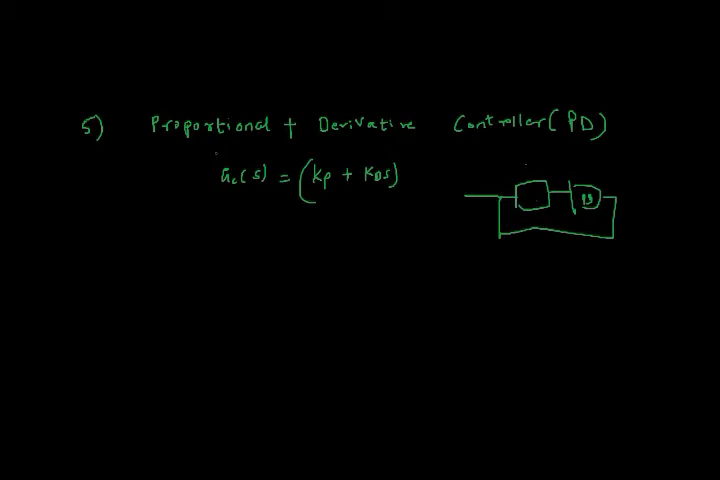 5) Proportional + Derivative Controller (PD)
Gc(s) = (Kp + KDs)